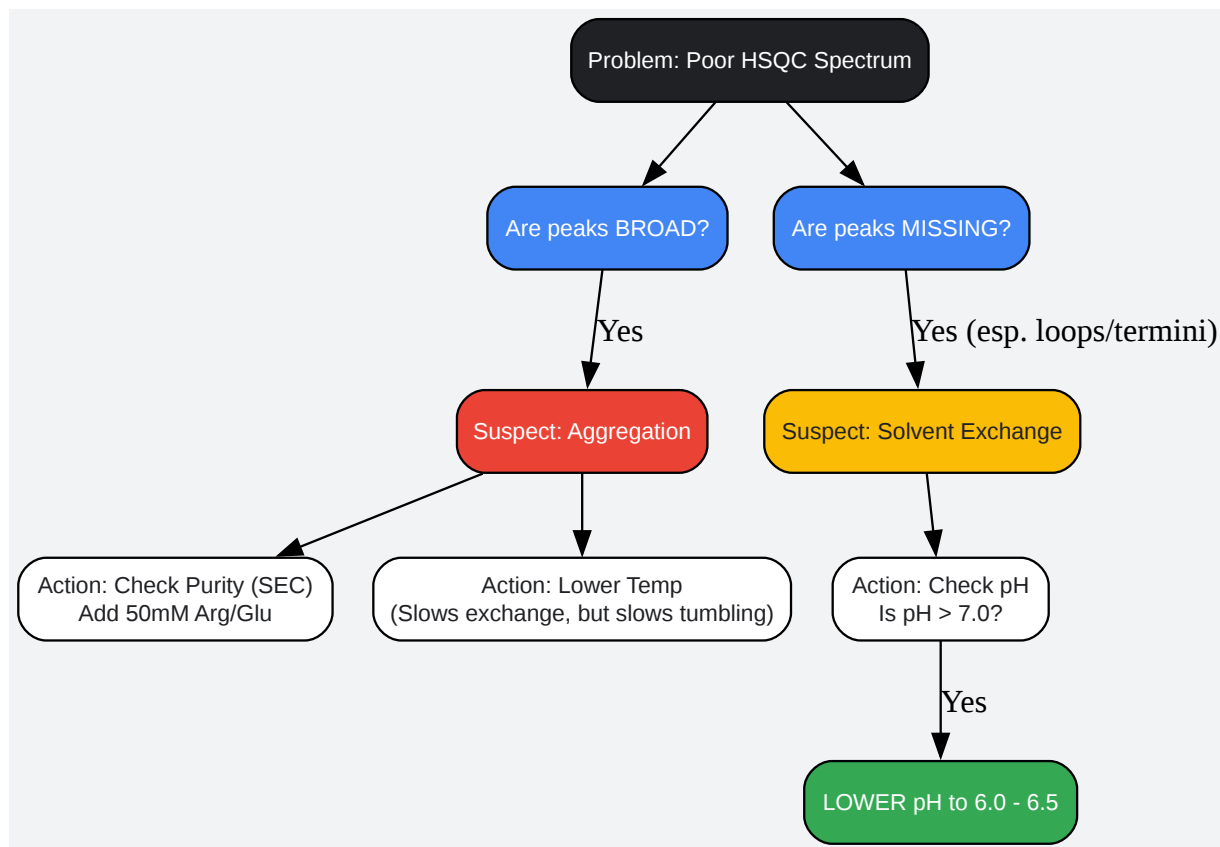 Problem: Poor HSQC Spectrum
Are peaks BROAD?
Are peaks MISSING?
Yes
Yes (esp. loops/termini)
Suspect: Aggregation
Suspect: Solvent Exchange
Action: Check Purity (SEC)
Add 50mM Arg/Glu
Action: Lower Temp
(Slows exchange, but slows tumbling)
Action: Check pH
Is pH > 7.0?
Yes
LOWER pH to 6.0 - 6.5